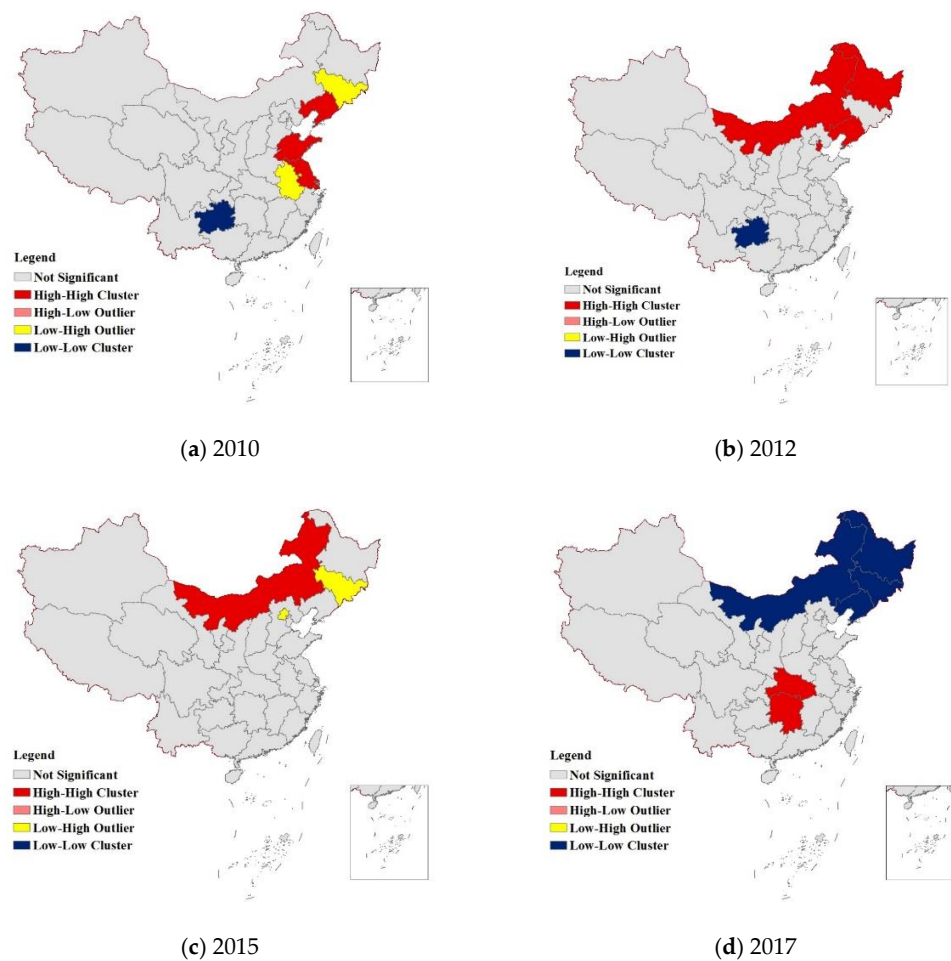 Legend
Not Significant
High-High Cluster
High-Low Outlier
Low-High Outlier
Low-Low Cluster
(a) 2010
Legend
Not Significant
High-High Cluster
High-Low Outlier
Low-High Outlier
Low-Low Cluster
(b) 2012
Legend
Not Significant
High-High Cluster
High-Low Outlier
Low-High Outlier
Low-Low Cluster
(c) 2015
Legend
Not Significant
High-High Cluster
High-Low Outlier
Low-High Outlier
Low-Low Cluster
(d) 2017